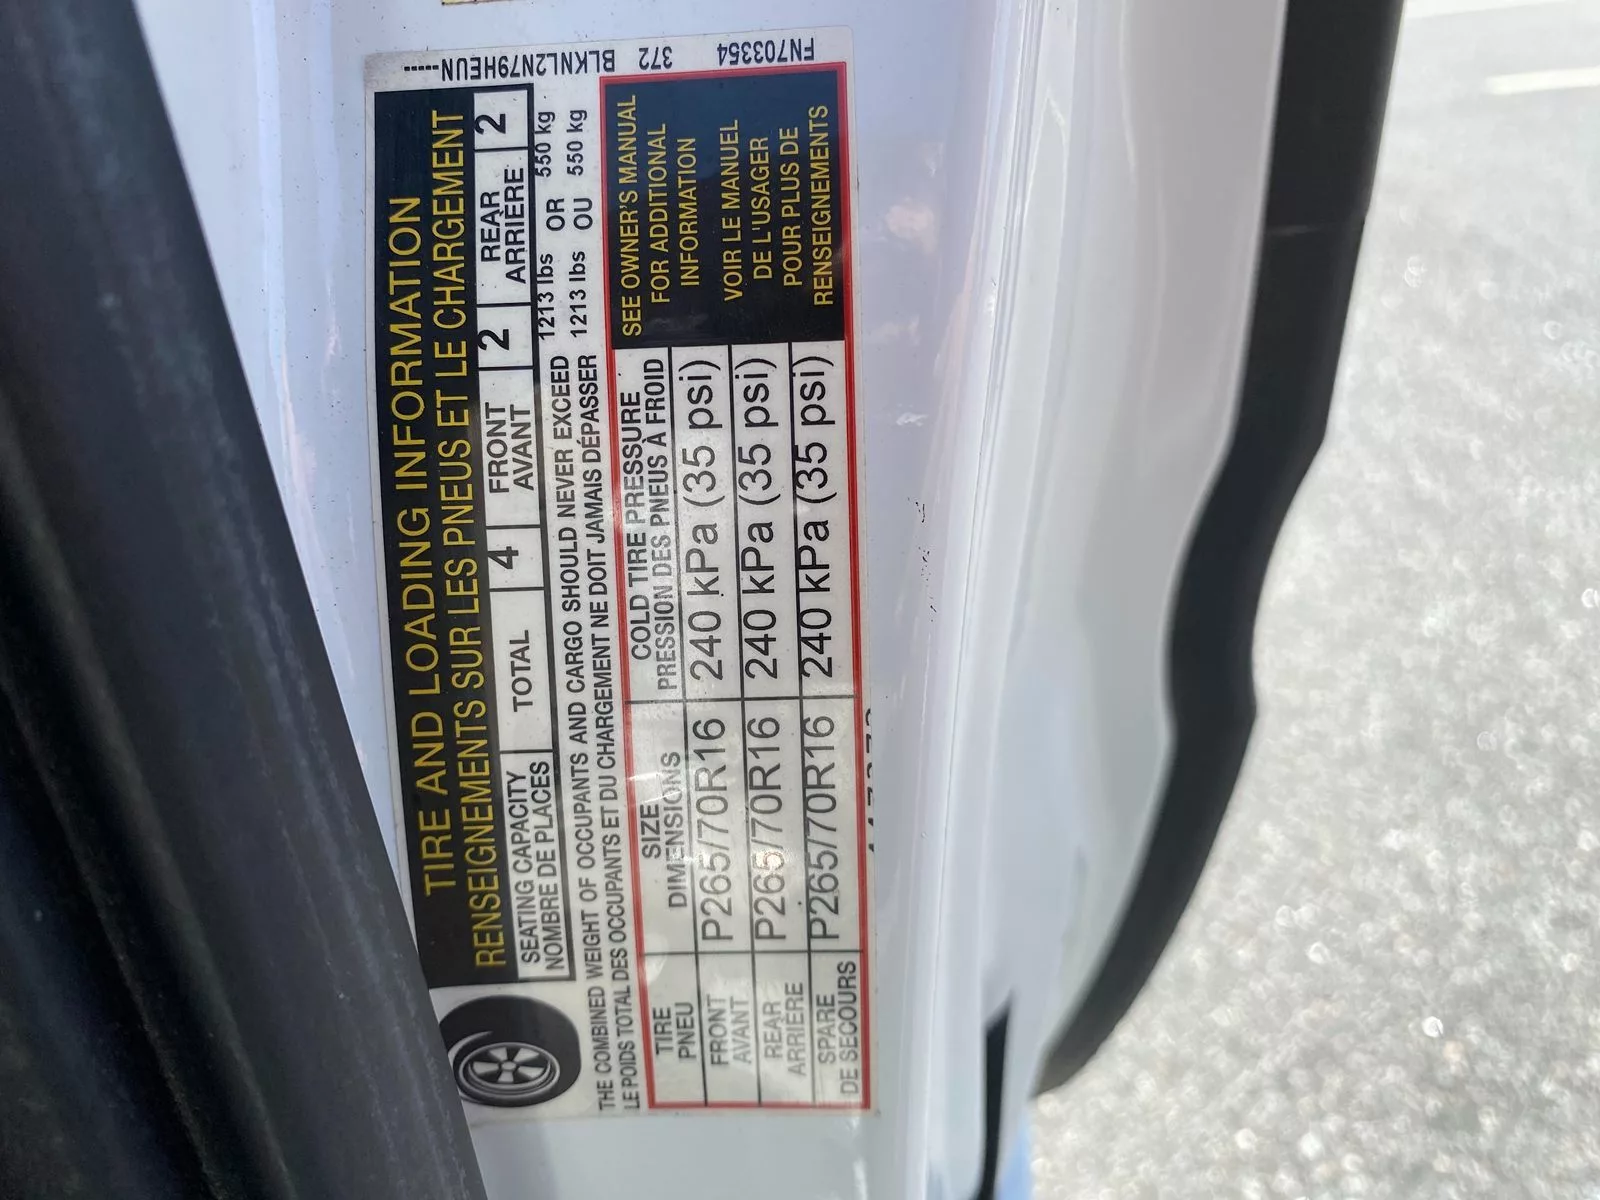 FN703354 372 BLKNL2N79HEUN-----
TIRE AND LOADING INFORMATION
RENSEIGNEMENTS SUR LES PNEUS ET LE CHARGEMENT
SEATING CAPACITY
NOMBRE DE PLACES
TOTAL 4
FRONT
AVANT
2
REAR
ARRIÈRE
2
THE COMBINED WEIGHT OF OCCUPANTS AND CARGO SHOULD NEVER EXCEED 1213 lbs OR 550 kg
LE POIDS TOTAL DES OCCUPANTS ET DU CHARGEMENT NE DOIT JAMAIS DÉPASSER 1213 lbs OU 550 kg
TIRE
PNEU
SIZE
DIMENSIONS
COLD TIRE PRESSURE
PRESSION DES PNEUS À FROID
FRONT
AVANT
P265/70R16 240 kPa (35 psi)
REAR
ARRIÈRE
P265/70R16 240 kPa (35 psi)
SPARE
DE SECOURS
P265/70R16 240 kPa (35 psi)
SEE OWNER'S MANUAL
FOR ADDITIONAL
INFORMATION
VOIR LE MANUEL
DE L'USAGER
POUR PLUS DE
RENSEIGNEMENTS